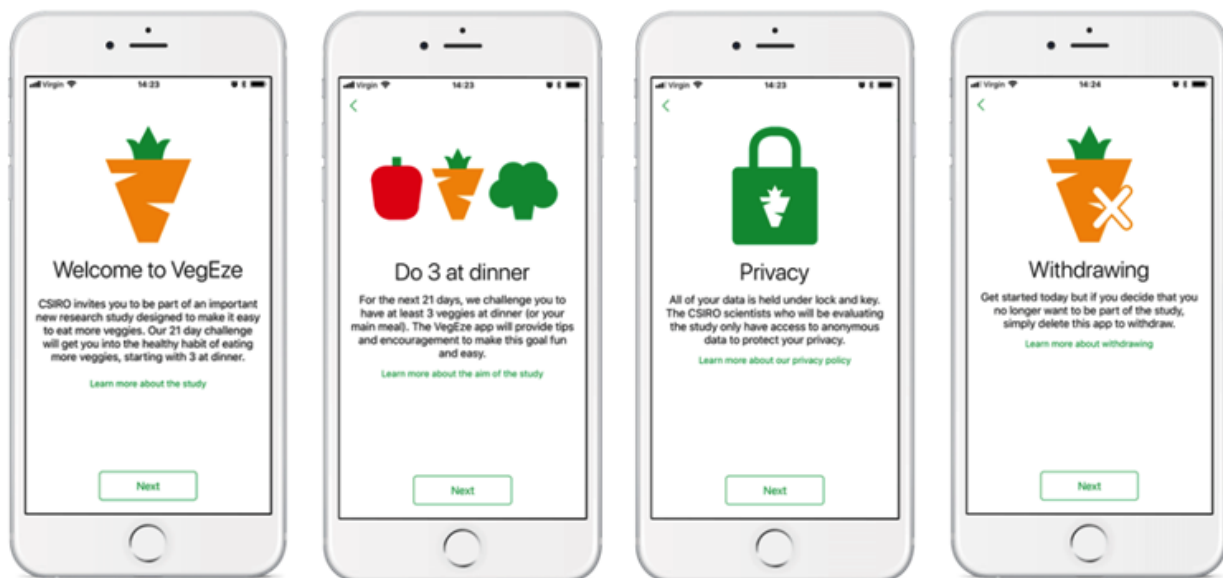 Virgin 14:23
Welcome to VegEze
CSIRO invites you to be part of an important
new research study designed to make it easy
to eat more veggies. Our 21 day challenge
will get you into the healthy habit of eating
more veggies, starting with 3 at dinner.
Learn more about the study
Next
Virgin 14:23
Do 3 at dinner
For the next 21 days, we challenge you to
have at least 3 veggies at dinner (or your
main meal). The VegEze app will provide tips
and encouragement to make this goal fun
and easy.
Learn more about the aim of the study
Next
Virgin 14:23
Privacy
All of your data is held under lock and key.
The CSIRO scientists who will be evaluating
the study only have access to anonymous
data to protect your privacy.
Learn more about our privacy policy
Next
Virgin 14:24
Withdrawing
Get started today but if you decide that you
no longer want to be part of the study,
simply delete this app to withdraw.
Learn more about withdrawing
Next